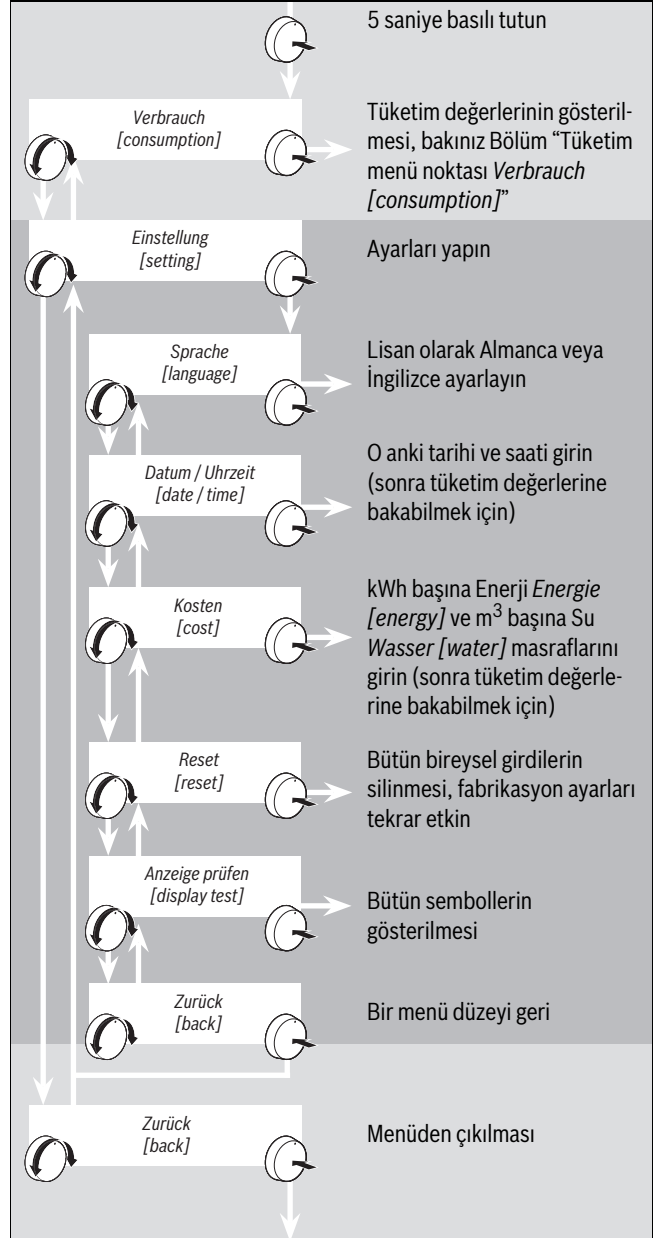 5 saniye basılı tutun
Verbrauch
[consumption]
Tüketim değerlerinin gösteril-
mesi, bakınız Bölüm “Tüketim
menü noktası Verbrauch
[consumption]”
Einstellung
[setting]
Ayarları yapın
Sprache
[language]
Lisan olarak Almanca veya
İngilizce ayarlayın
Datum / Uhrzeit
[date / time]
O anki tarihi ve saati girin
(sonra tüketim değerlerine
bakabilmek için)
Kosten
[cost]
kWh başına Enerji Energie
[energy] ve m³ başına Su
Wasser [water] masraflarını
girin (sonra tüketim değerle-
rine bakabilmek için)
Reset
[reset]
Bütün bireysel girdilerin
silinmesi, fabrikasyon ayarları
tekrar etkin
Anzeige prüfen
[display test]
Bütün sembollerin
gösterilmesi
Zurück
[back]
Bir menü düzeyi geri
Zurück
[back]
Menüden çıkılması